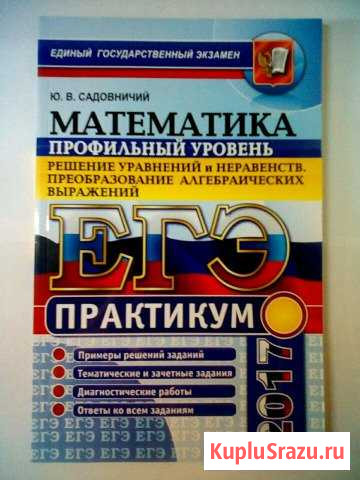 ЕДИНЫЙ ГОСУДАРСТВЕННЫЙ ЭКЗАМЕН
Ю. В. САДОВНИЧИЙ
МАТЕМАТИКА
ПРОФИЛЬНЫЙ УРОВЕНЬ
РЕШЕНИЕ УРАВНЕНИЙ и НЕРАВЕНСТВ.
ПРЕОБРАЗОВАНИЕ АЛГЕБРАИЧЕСКИХ
ВЫРАЖЕНИЙ
ЕГЭ
ПРАКТИКУМ
Примеры решений заданий
Тематические и зачетные задания
Диагностические работы
Ответы ко всем заданиям
2017
KupluSrazu.ru